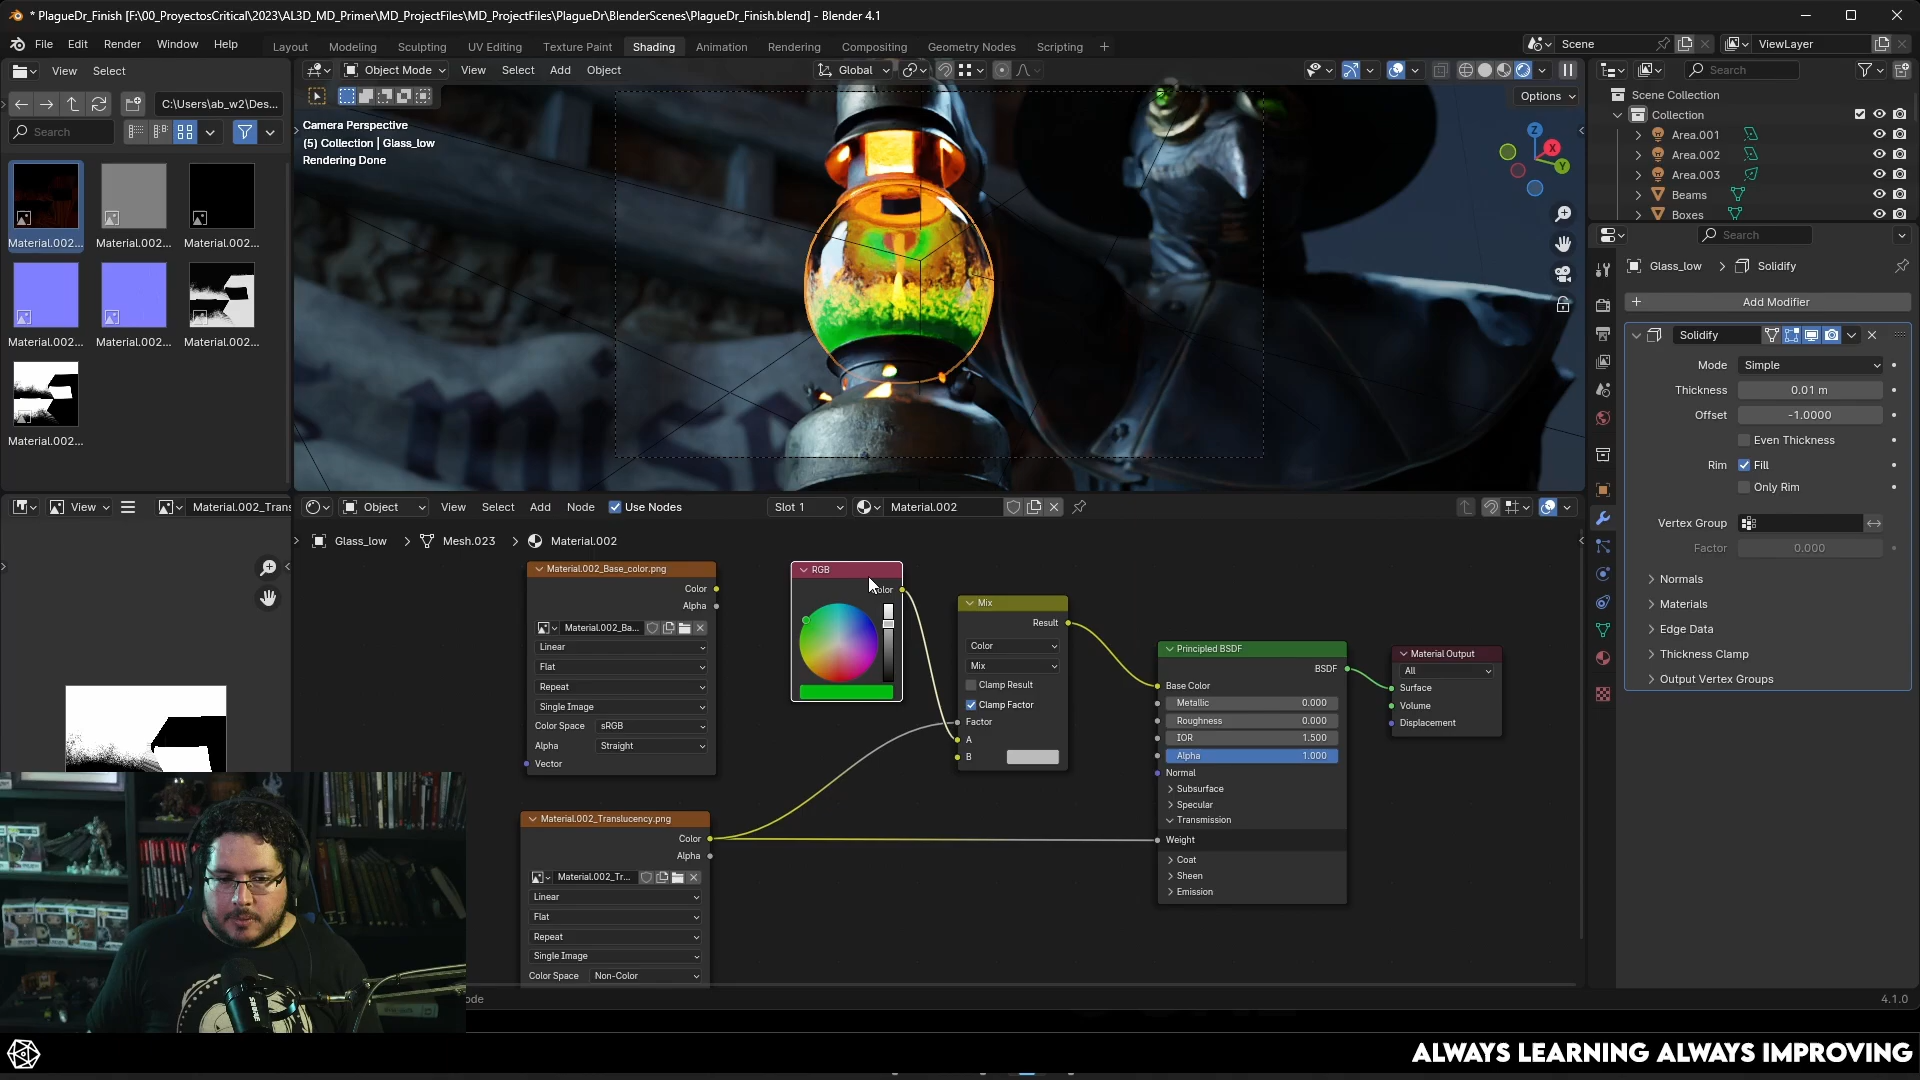 * PlagueDr_Finish [F:\00_ProyectosCritical\2023\AL3D_MD_Primer\MD_ProjectFiles\MD_ProjectFiles\PlagueDr\BlenderScenes\PlagueDr_Finish.blend] - Blender 4.1
File Edit Render Window Help
Layout Modeling Sculpting UV Editing Texture Paint Shading Animation Rendering Compositing Geometry Nodes Scripting +
Scene
ViewLayer
View Select
Object Mode View Select Add Object
Global
Search
C:\Users\ab_w2\Des...
Search
Options
Camera Perspective
(5) Collection | Glass_low
Rendering Done
Z
X
Y
Scene Collection
Collection
Area.001
Area.002
Area.003
Beams
Boxes
Material.002... Material.002... Material.002...
Material.002... Material.002... Material.002...
Material.002...
Search
Glass_low > Solidify
+ Add Modifier
Solidify
Mode Simple
Thickness 0.01 m
Offset -1.0000
Even Thickness
Rim Fill
Only Rim
Vertex Group
Factor 0.000
Normals
Materials
Edge Data
Thickness Clamp
Output Vertex Groups
View
Material.002_Trans
Object View Select Add Node Use Nodes
Slot 1
Material.002
Glass_low > Mesh.023 > Material.002
Material.002_Base_color.png
Color
Alpha
Material.002_Ba...
Linear
Flat
Repeat
Single Image
Color Space sRGB
Alpha Straight
Vector
RGB
Mix
Result
Color
Mix
Clamp Result
Clamp Factor
Factor
A
B
Principled BSDF
BSDF
Base Color
Metallic 0.000
Roughness 0.000
IOR 1.500
Alpha 1.000
Normal
Subsurface
Specular
Transmission
Weight
Coat
Sheen
Emission
Material Output
All
Surface
Volume
Displacement
Material.002_Translucency.png
Color
Alpha
Material.002_Tr...
Linear
Flat
Repeat
Single Image
Color Space Non-Color
4.1.0
ALWAYS LEARNING ALWAYS IMPROVING